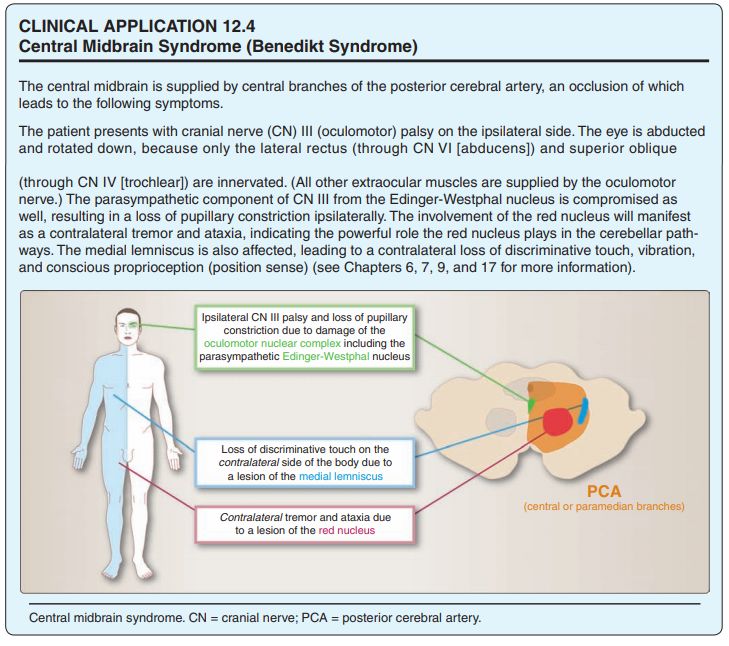 CLINICAL APPLICATION 12.4
Central Midbrain Syndrome (Benedikt Syndrome)
The central midbrain is supplied by central branches of the posterior cerebral artery, an occlusion of which
leads to the following symptoms.
The patient presents with cranial nerve (CN) III (oculomotor) palsy on the ipsilateral side. The eye is abducted
and rotated down, because only the lateral rectus (through CN VI [abducens]) and superior oblique
(through CN IV [trochlear]) are innervated. (All other extraocular muscles are supplied by the oculomotor
nerve.) The parasympathetic component of CN III from the Edinger-Westphal nucleus is compromised as
well, resulting in a loss of pupillary constriction ipsilaterally. The involvement of the red nucleus will manifest
as a contralateral tremor and ataxia, indicating the powerful role the red nucleus plays in the cerebellar path-
ways. The medial lemniscus is also affected, leading to a contralateral loss of discriminative touch, vibration,
and conscious proprioception (position sense) (see Chapters 6, 7, 9, and 17 for more information).
Ipsilateral CN III palsy and loss of pupillary
constriction due to damage of the
oculomotor nuclear complex including the
parasympathetic Edinger-Westphal nucleus
Loss of discriminative touch on the
contralateral side of the body due to
a lesion of the medial lemniscus
Contralateral tremor and ataxia due
to a lesion of the red nucleus
PCA
(central or paramedian branches)
Central midbrain syndrome. CN = cranial nerve; PCA = posterior cerebral artery.